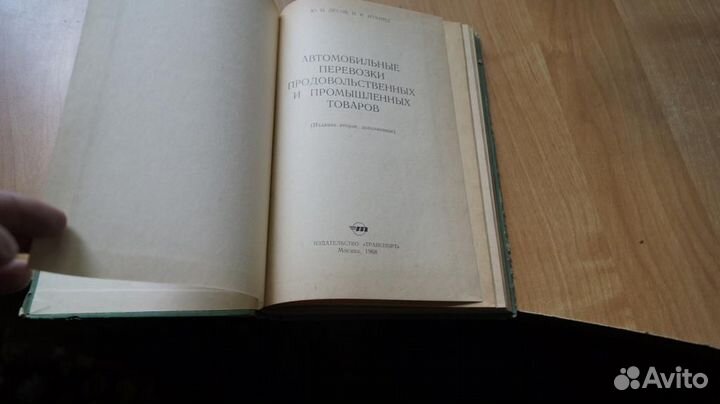 АВТОМОБИЛЬНЫЕ
ПЕРЕВОЗКИ
ПРОДОВОЛЬСТВЕННЫХ
И ПРОМЫШЛЕННЫХ
ТОВАРОВ
(Издание второе, дополненное)
ИЗДАТЕЛЬСТВО «ТРАНСПОРТ»
Москва, 1968
Avito